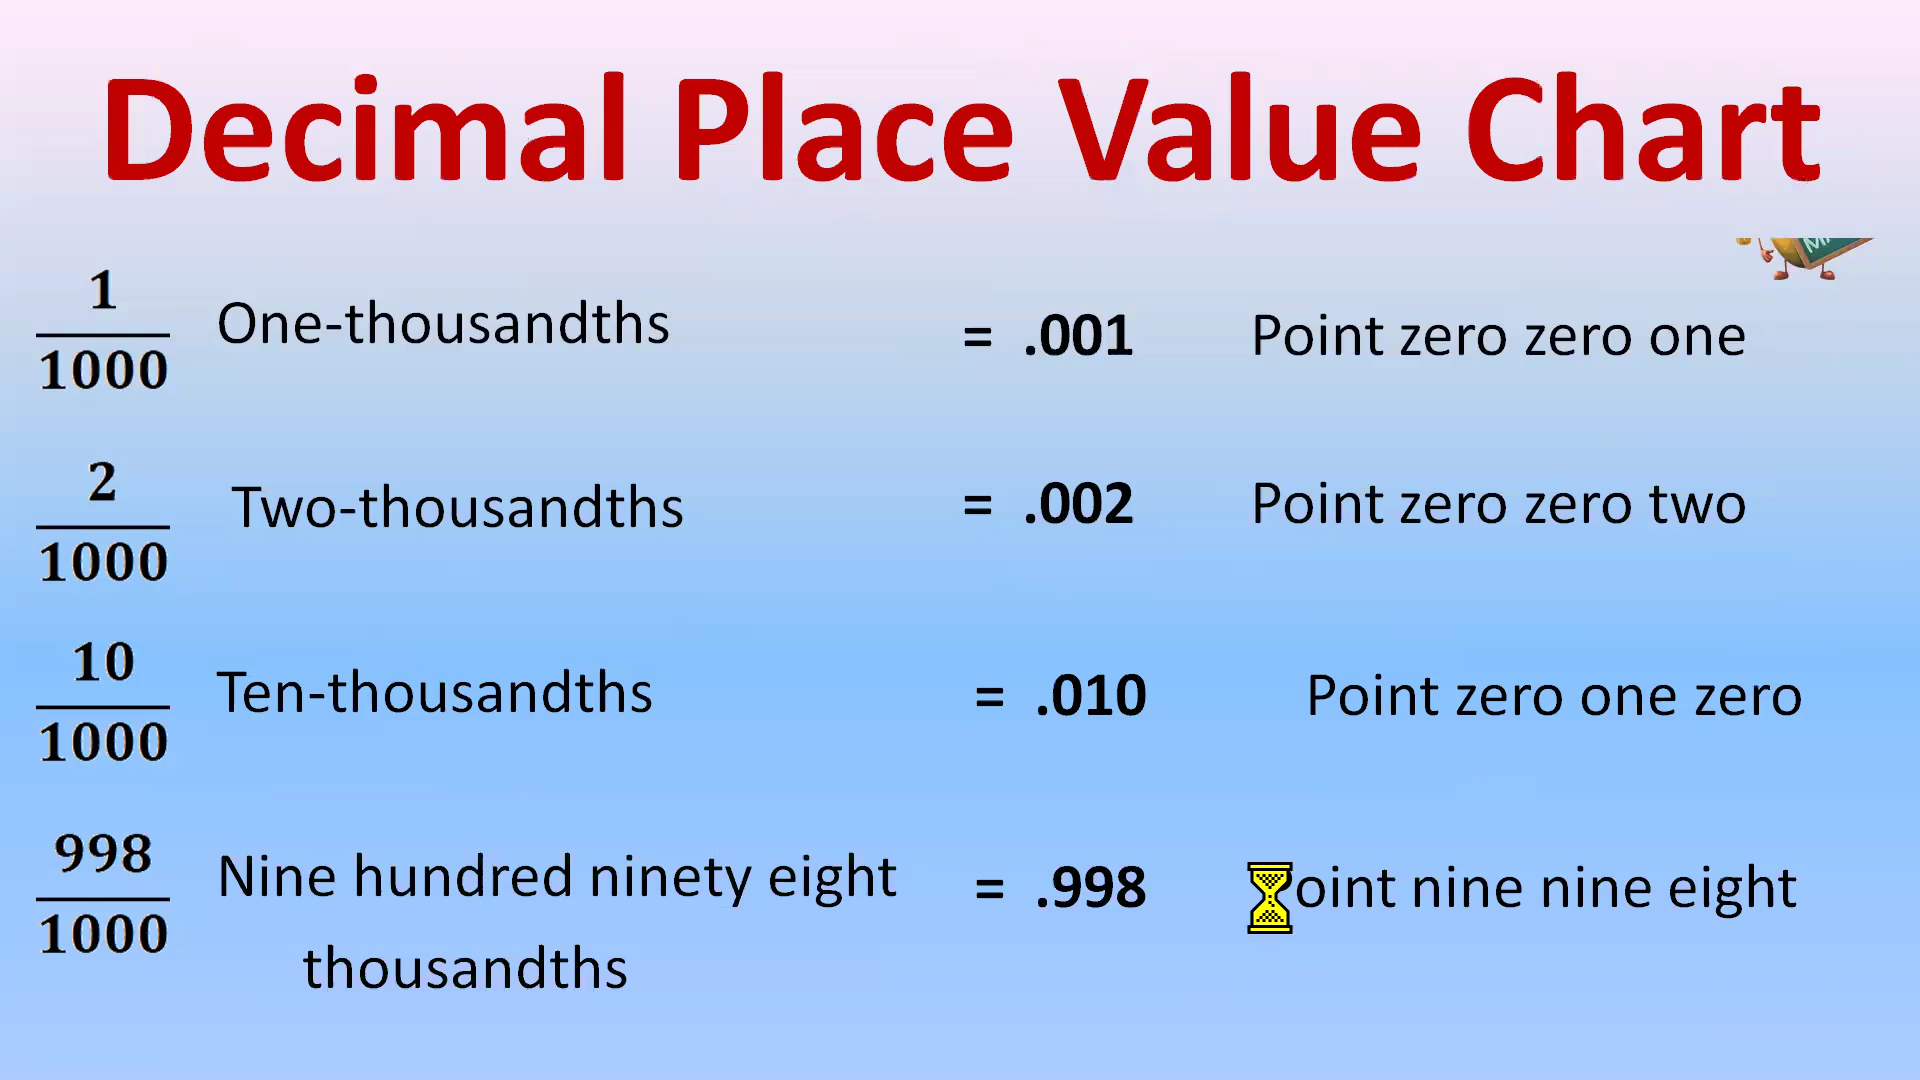 Decimal Place Value Chart
1
1000
One-thousandths = .001 Point zero zero one
2
1000
Two-thousandths = .002 Point zero zero two
10
1000
Ten-thousandths = .010 Point zero one zero
998
1000
Nine hundred ninety eight = .998 oint nine nine eight
thousandths